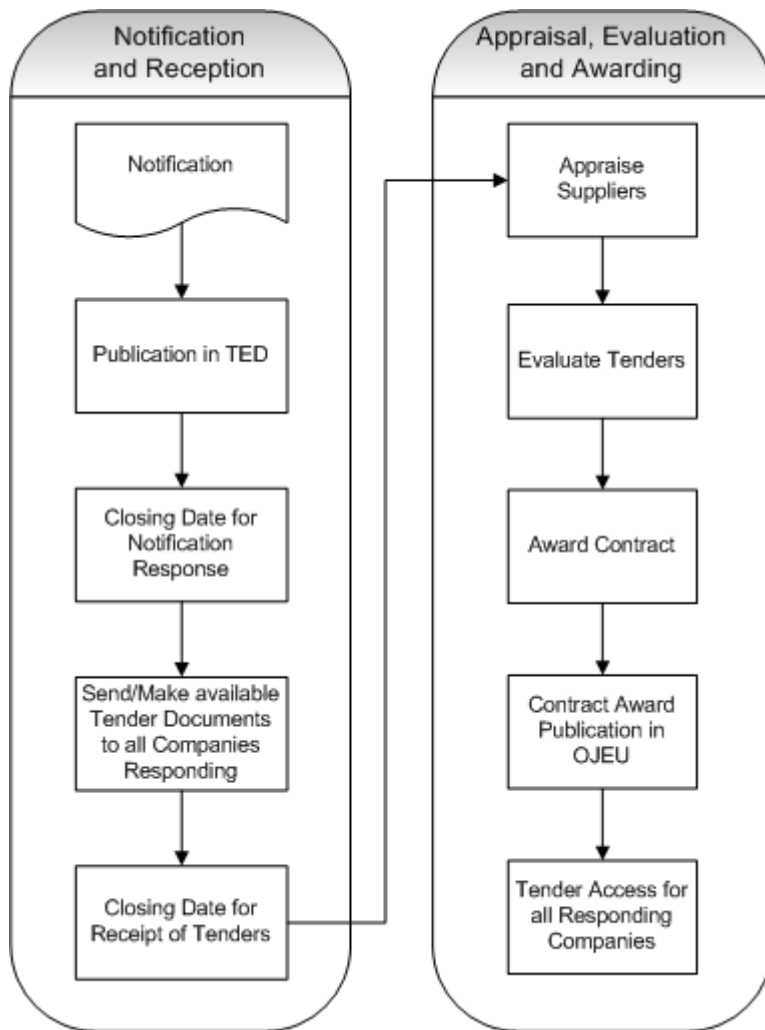 Notification
and Reception
Notification
Publication in TED
Closing Date for
Notification
Response
Send/Make available
Tender Documents
to all Companies
Responding
Closing Date for
Receipt of Tenders
Appraisal, Evaluation
and Awarding
Appraise
Suppliers
Evaluate Tenders
Award Contract
Contract Award
Publication in
OJEU
Tender Access for
all Responding
Companies